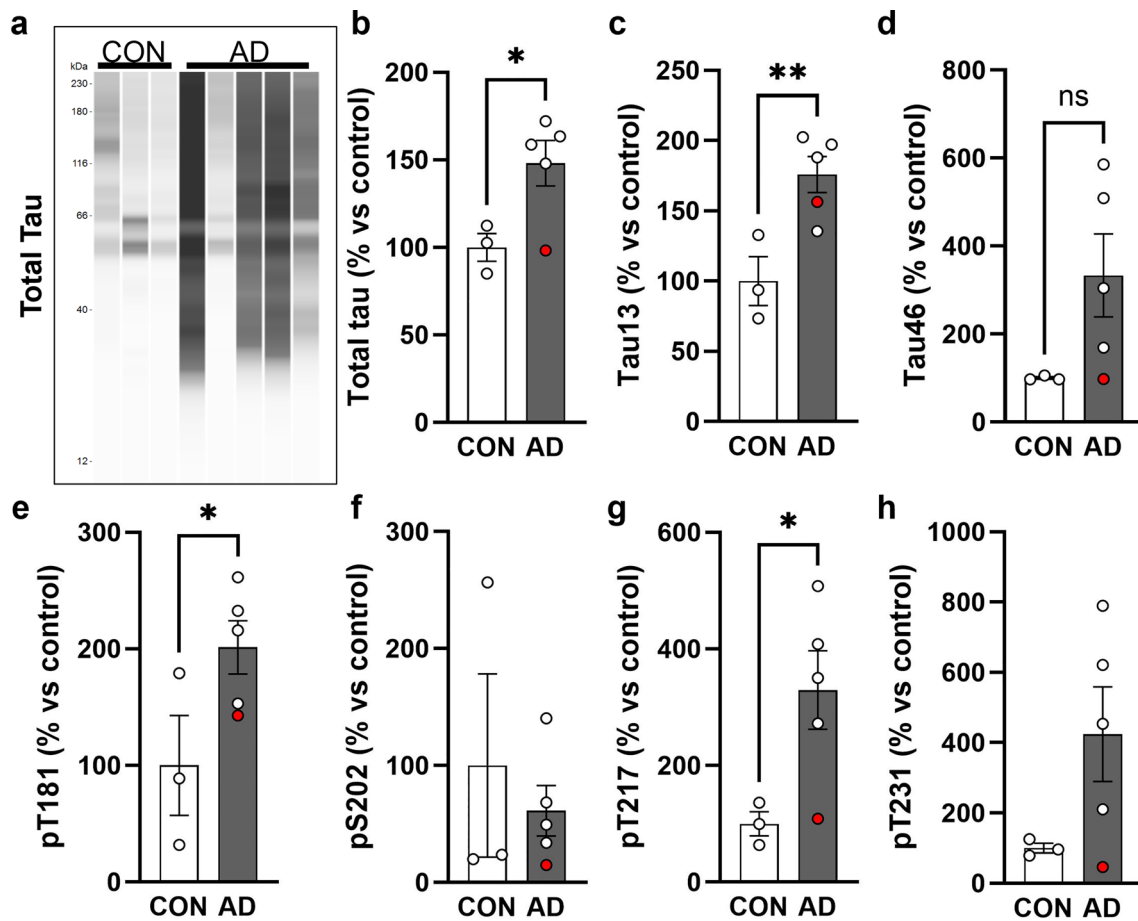 a
CON AD
kDa
230 -
180 -
116 -
66 -
40 -
12 -
Total Tau
b
Total tau (% vs control)
200
150
100
50
0
*
CON AD
c
Tau13 (% vs control)
250
200
150
100
50
0
**
CON AD
d
Tau46 (% vs control)
800
600
400
200
0
ns
CON AD
e
pT181 (% vs control)
300
200
100
0
*
CON AD
f
pS202 (% vs control)
300
200
100
0
CON AD
g
pT217 (% vs control)
600
400
200
0
*
CON AD
h
pT231 (% vs control)
1000
800
600
400
200
0
CON AD